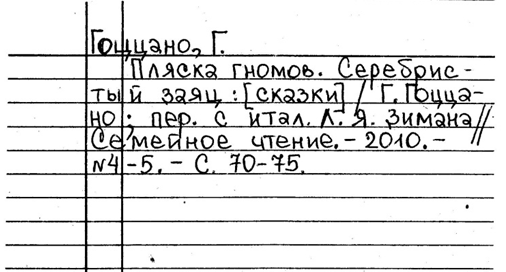 Гоццано, Г.
Пляска гномов. Серебрис-
тый заяц : [сказки] / Г. Гоцца-
но ; пер. с итал. Л. Я. Зимана //
Семейное чтение. - 2010. -
№4-5. - С. 70-75.